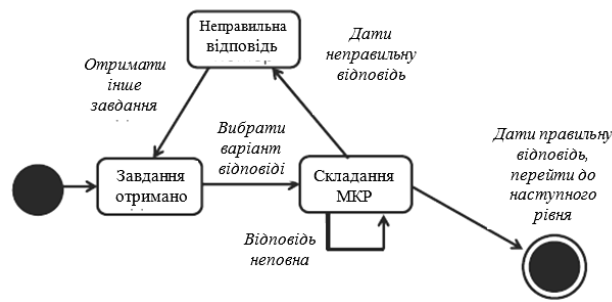 Неправильна
відповідь
Дати
неправильну
відповідь
Отримати
інше
завдання
Вибрати
варіант
відповіді
Дати правильну
відповідь,
перейти до
наступного
рівня
Завдання
отримано
Складання
МКР
Відповідь
неповна